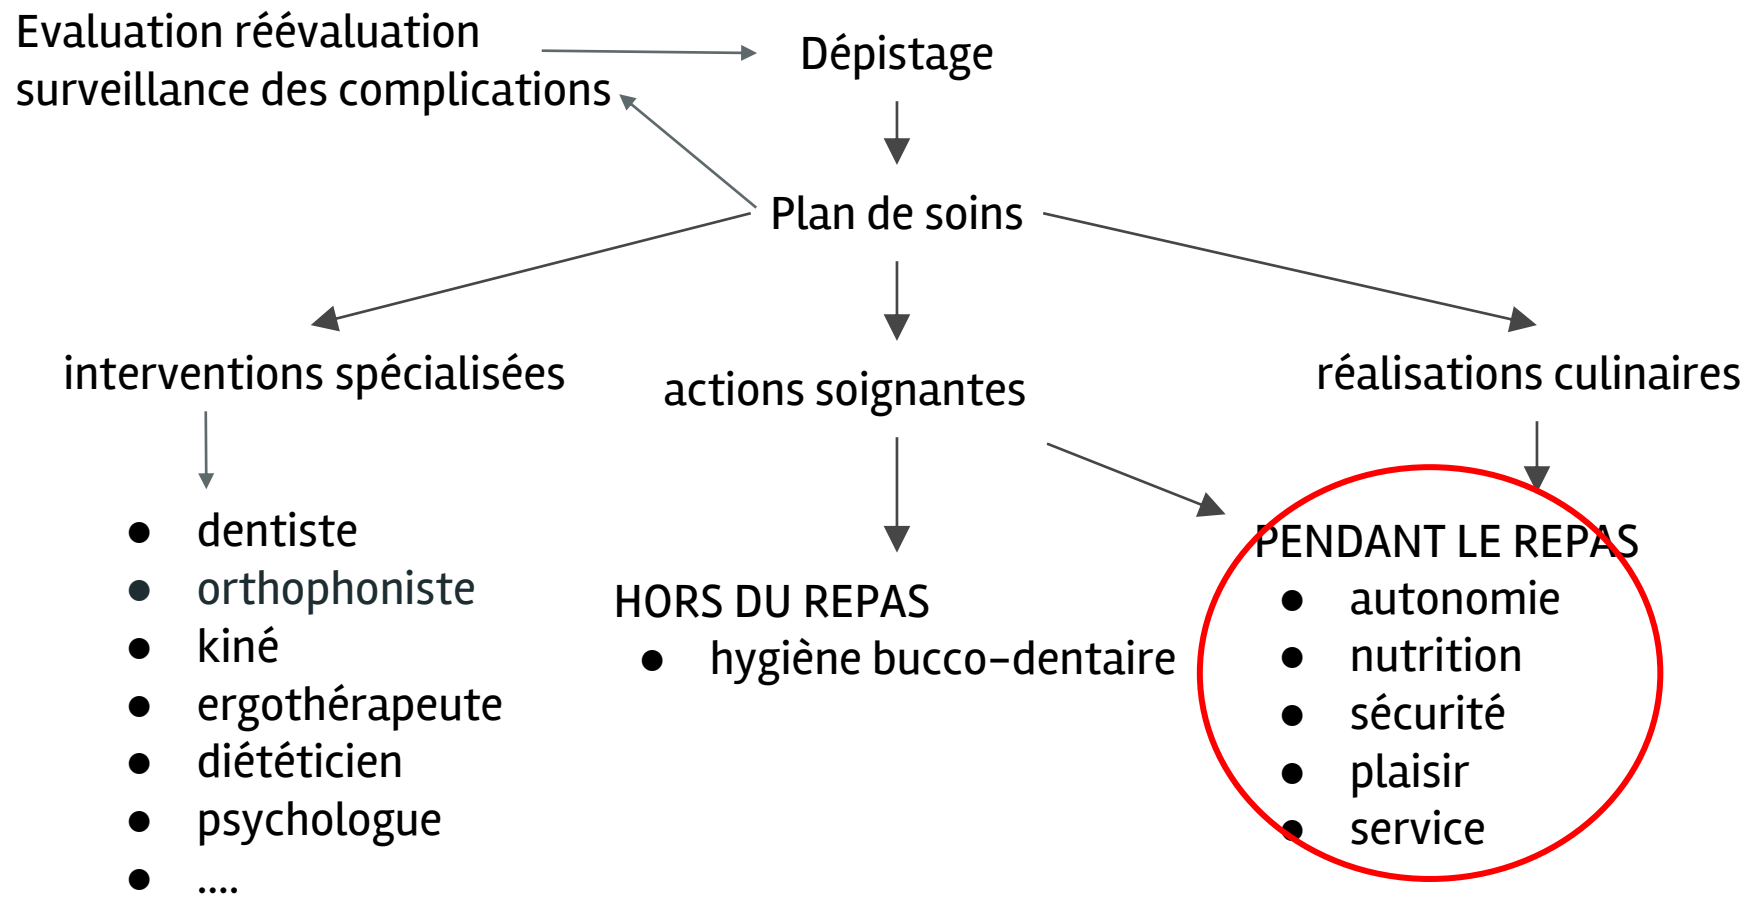 Evaluation réévaluation
surveillance des complications
Dépistage
Plan de soins
interventions spécialisées
actions soignantes
réalisations culinaires
● dentiste
● orthophoniste
● kiné
● ergothérapeute
● diététicien
● psychologue
● ....
HORS DU REPAS
● hygiène bucco-dentaire
PENDANT LE REPAS
● autonomie
● nutrition
● sécurité
● plaisir
● service